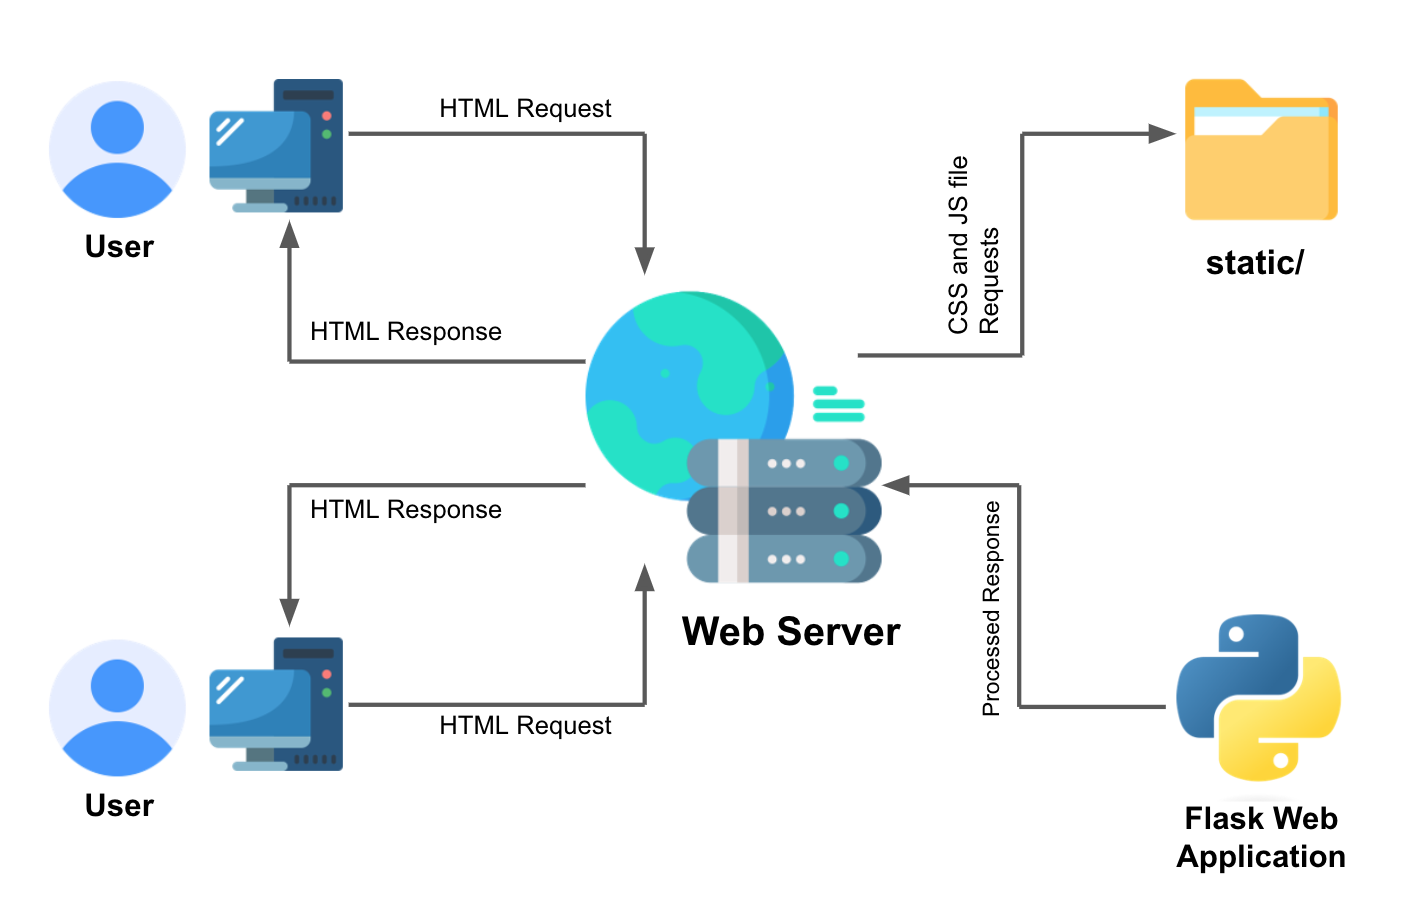 HTML Request
User
HTML Response
CSS and JS file
Requests
static/
HTML Response
HTML Request
User
Web Server
Processed Response
Flask Web
Application